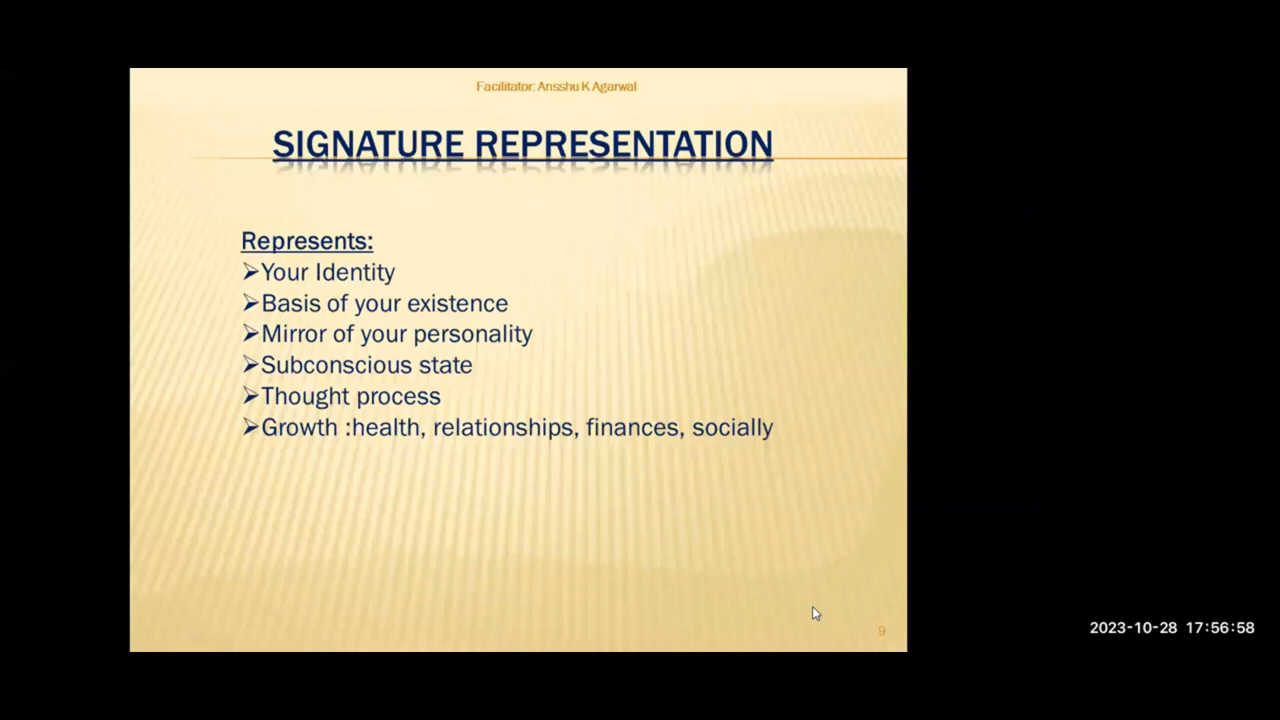 Facilitator: Ansshu K Agarwal
SIGNATURE REPRESENTATION
Represents:
➢Your Identity
➢Basis of your existence
➢Mirror of your personality
➢Subconscious state
➢Thought process
➢Growth :health, relationships, finances, socially
9
2023-10-28 17:56:58